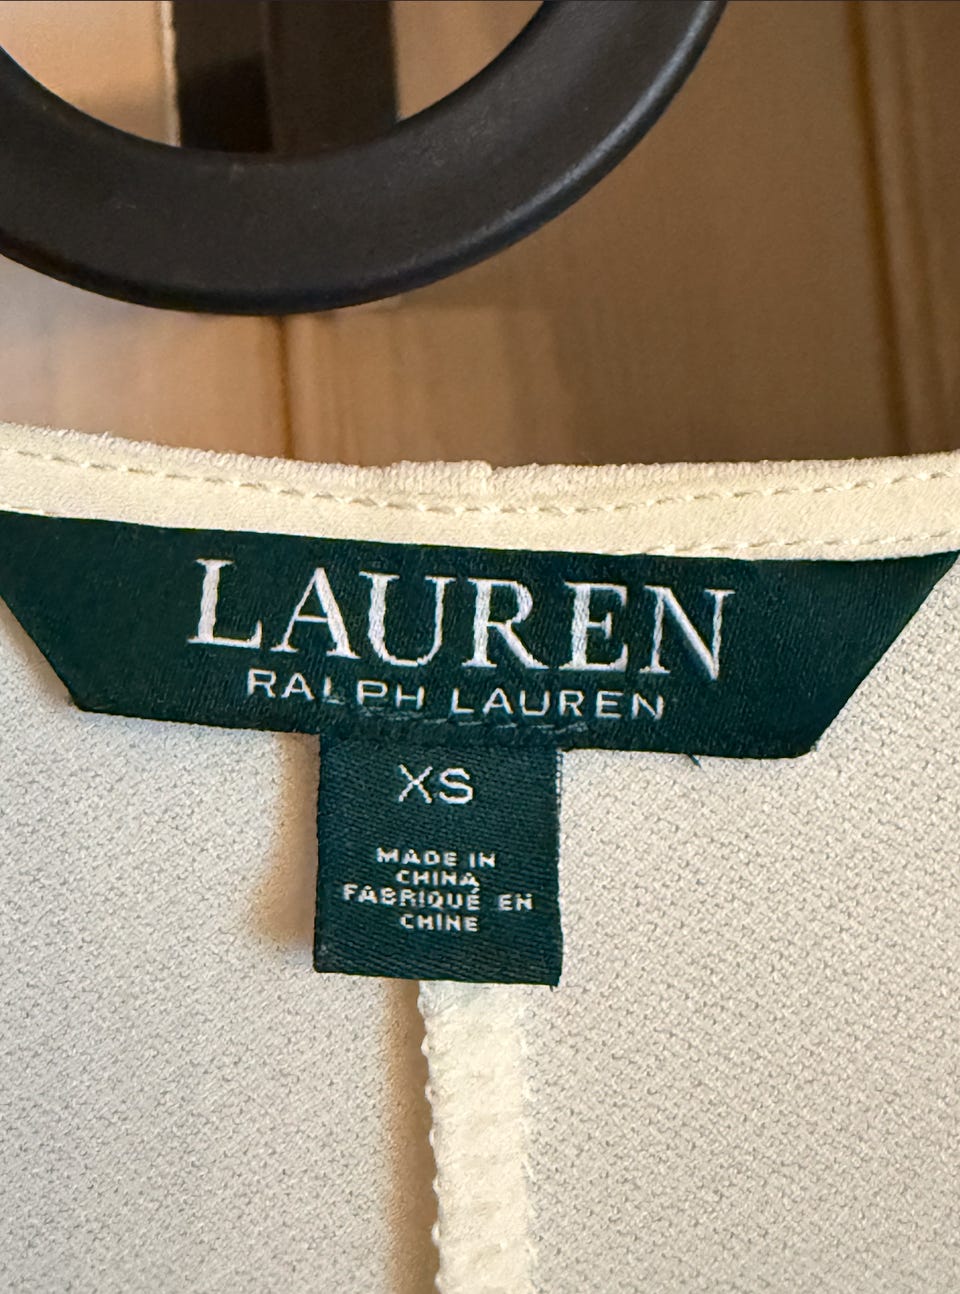 LAUREN
RALPH LAUREN
XS
MADE IN
CHINA
FABRIQUÉ EN
CHINE